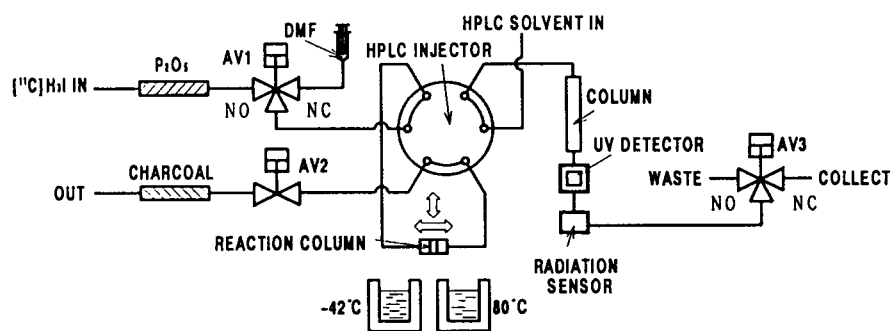 DMF
HPLC SOLVENT IN
AV1
HPLC INJECTOR
P₂O₅
[¹¹C]H₃I IN
NO
NC
COLUMN
UV DETECTOR
AV3
CHARCOAL
AV2
WASTE
COLLECT
OUT
NO
NC
REACTION COLUMN
RADIATION
SENSOR
-42°C
80°C